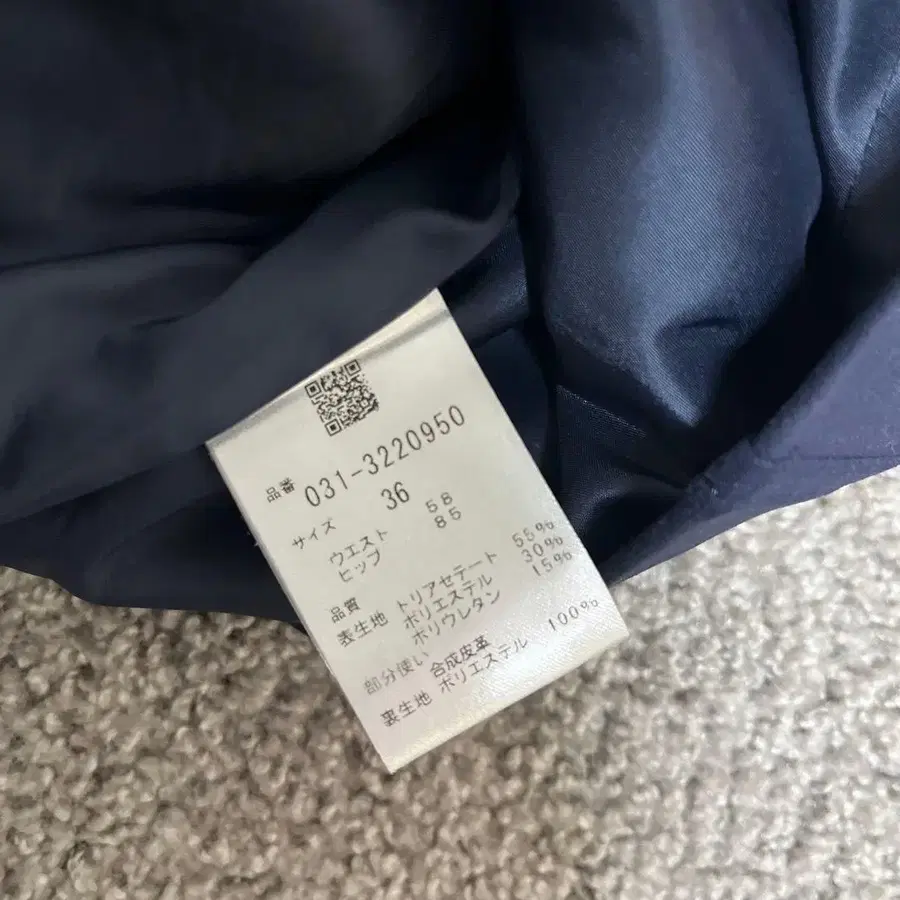 品番 031-3220950
サイズ 36
ウエスト 58
ヒップ 85
品質
表生地 トリアセテート 55%
ポリエステル 30%
ポリウレタン 15%
部分使い 合成皮革
裏生地 ポリエステル 100%